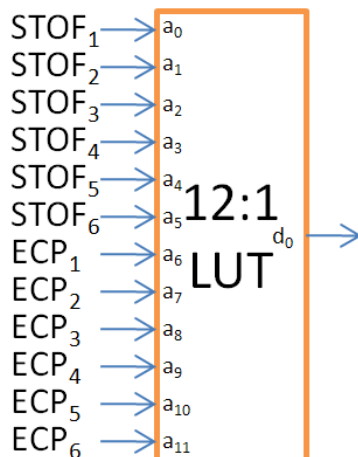 STOF₁ a₀
STOF₂ a₁
STOF₃ a₂
STOF₄ a₃
STOF₅ a₄
STOF₆ a₅
ECP₁ a₆
ECP₂ a₇
ECP₃ a₈
ECP₄ a₉
ECP₅ a₁₀
ECP₆ a₁₁
12:1
LUT
d₀